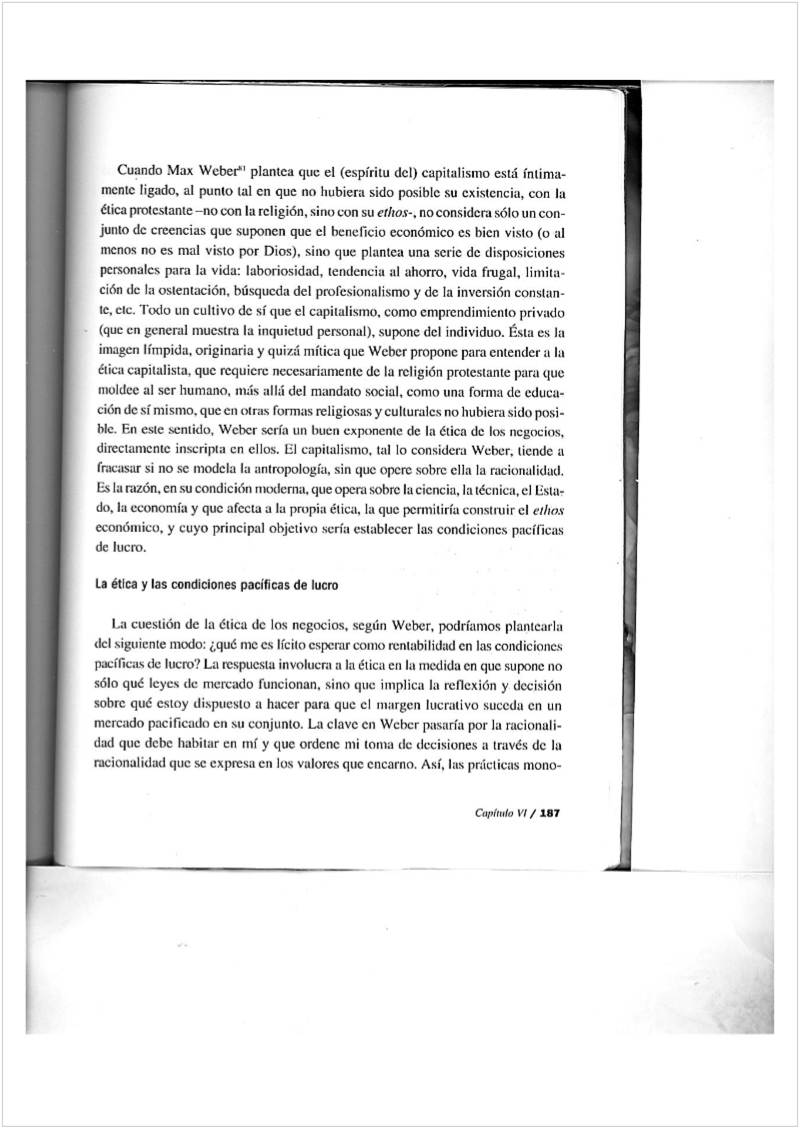 Cuando Max Weber⁸¹ plantea que el (espíritu del) capitalismo está íntima-
mente ligado, al punto tal en que no hubiera sido posible su existencia, con la
ética protestante –no con la religión, sino con su ethos-, no considera sólo un con-
junto de creencias que suponen que el beneficio económico es bien visto (o al
menos no es mal visto por Dios), sino que plantea una serie de disposiciones
personales para la vida: laboriosidad, tendencia al ahorro, vida frugal, limita-
ción de la ostentación, búsqueda del profesionalismo y de la inversión constan-
te, etc. Todo un cultivo de sí que el capitalismo, como emprendimiento privado
(que en general muestra la inquietud personal), supone del individuo. Ésta es la
imagen límpida, originaria y quizá mítica que Weber propone para entender a la
ética capitalista, que requiere necesariamente de la religión protestante para que
moldee al ser humano, más allá del mandato social, como una forma de educa-
ción de sí mismo, que en otras formas religiosas y culturales no hubiera sido posi-
ble. En este sentido, Weber sería un buen exponente de la ética de los negocios,
directamente inscripta en ellos. El capitalismo, tal lo considera Weber, tiende a
fracasar si no se modela la antropología, sin que opere sobre ella la racionalidad.
Es la razón, en su condición moderna, que opera sobre la ciencia, la técnica, el Esta-
do, la economía y que afecta a la propia ética, la que permitiría construir el ethos
económico, y cuyo principal objetivo sería establecer las condiciones pacíficas
de lucro.
La ética y las condiciones pacíficas de lucro
La cuestión de la ética de los negocios, según Weber, podríamos plantearla
del siguiente modo: ¿qué me es lícito esperar como rentabilidad en las condiciones
pacíficas de lucro? La respuesta involucra a la ética en la medida en que supone no
sólo qué leyes de mercado funcionan, sino que implica la reflexión y decisión
sobre qué estoy dispuesto a hacer para que el margen lucrativo suceda en un
mercado pacificado en su conjunto. La clave en Weber pasaría por la racionali-
dad que debe habitar en mí y que ordene mi toma de decisiones a través de la
racionalidad que se expresa en los valores que encarno. Así, las prácticas mono-
Capítulo VI / 187